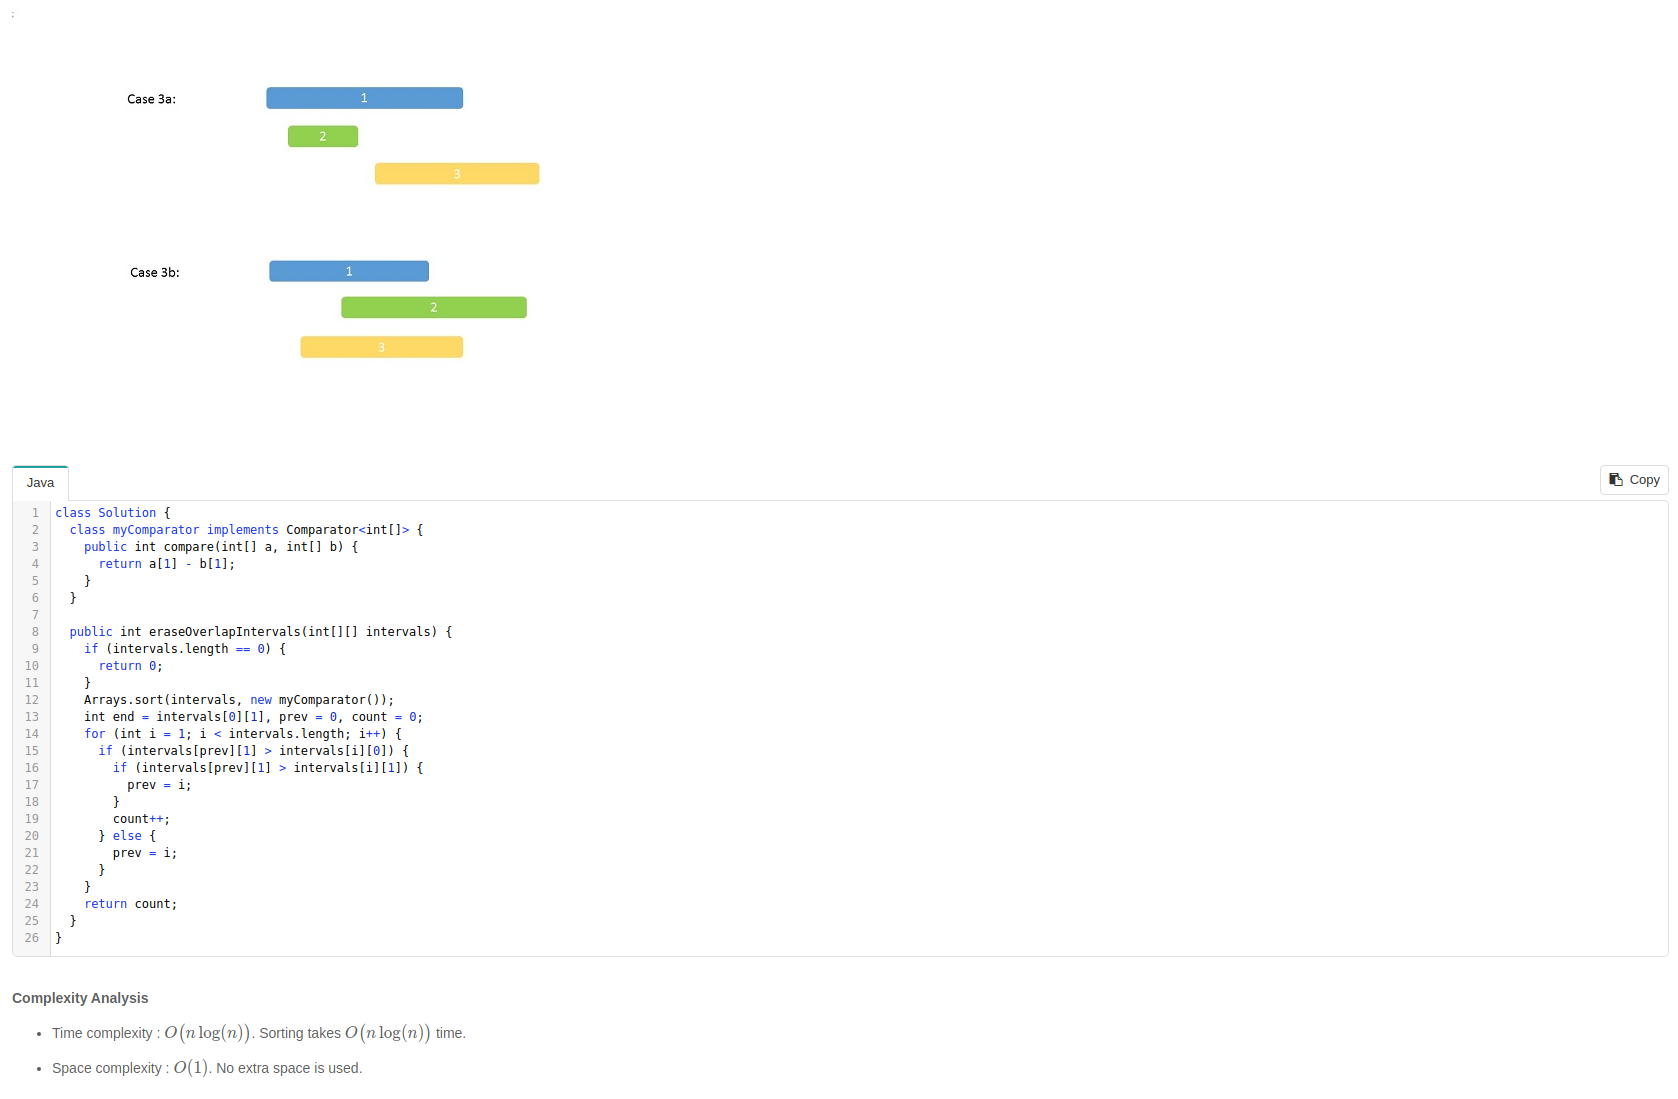 ;
Case 3a:
1
2
3
Case 3b:
1
2
3
Java
Copy
1 class Solution {
2   class myComparator implements Comparator<int[]> {
3     public int compare(int[] a, int[] b) {
4       return a[1] - b[1];
5     }
6   }
7
8   public int eraseOverlapIntervals(int[][] intervals) {
9     if (intervals.length == 0) {
10       return 0;
11     }
12     Arrays.sort(intervals, new myComparator());
13     int end = intervals[0][1], prev = 0, count = 0;
14     for (int i = 1; i < intervals.length; i++) {
15       if (intervals[prev][1] > intervals[i][0]) {
16         if (intervals[prev][1] > intervals[i][1]) {
17           prev = i;
18         }
19         count++;
20       } else {
21         prev = i;
22       }
23     }
24     return count;
25   }
26 }
Complexity Analysis
• Time complexity : O(n log(n)). Sorting takes O(n log(n)) time.
• Space complexity : O(1). No extra space is used.